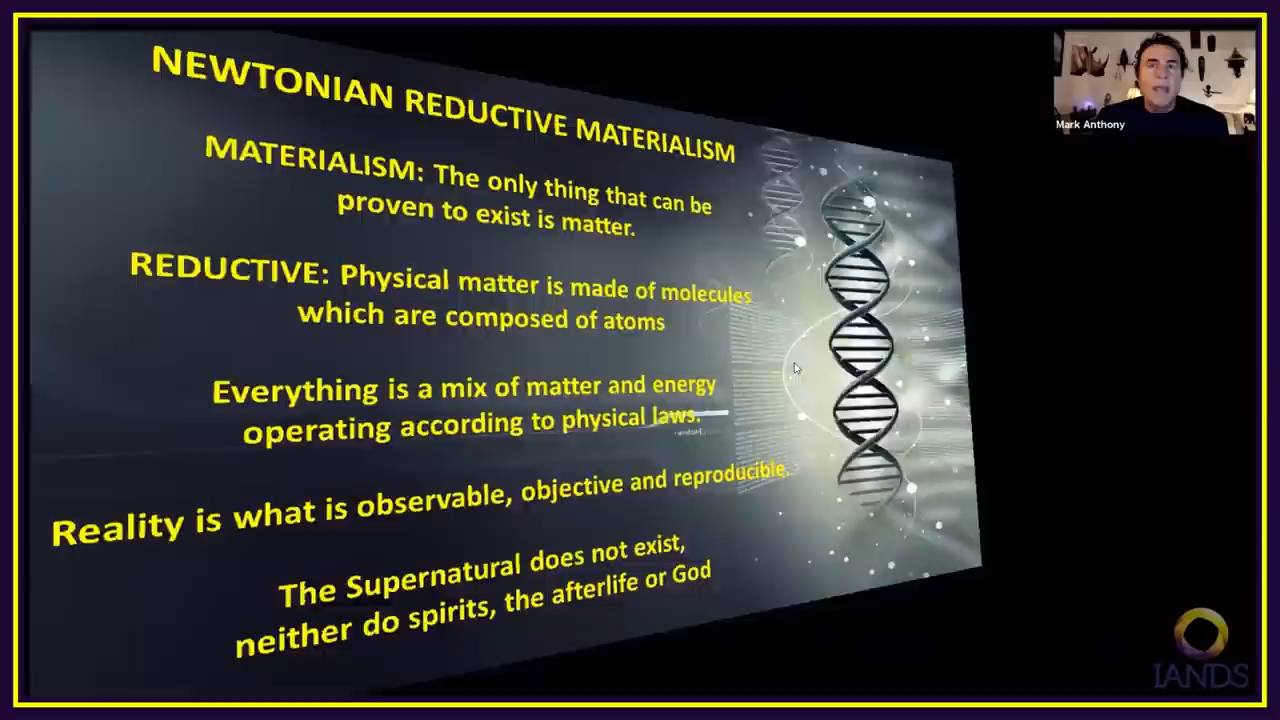 NEWTONIAN REDUCTIVE MATERIALISM
MATERIALISM: The only thing that can be
proven to exist is matter.
REDUCTIVE: Physical matter is made of molecules
which are composed of atoms
Everything is a mix of matter and energy
operating according to physical laws.
Reality is what is observable, objective and reproducible.
The Supernatural does not exist,
neither do spirits, the afterlife or God
Mark Anthony
IANDS